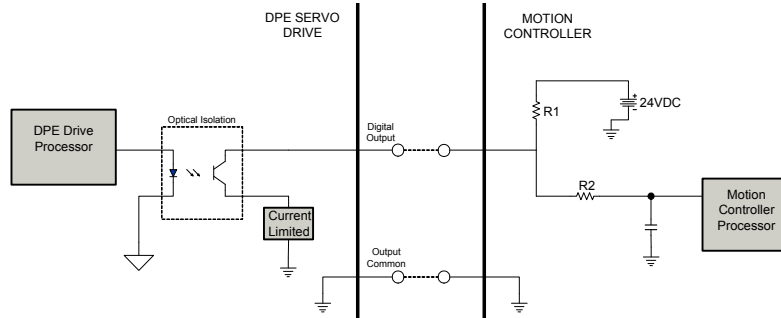 DPE SERVO
DRIVE
MOTION
CONTROLLER
DPE Drive
Processor
Optical Isolation
Digital
Output
R1
+
-
24VDC
R2
Motion
Controller
Processor
Current
Limited
Output
Common